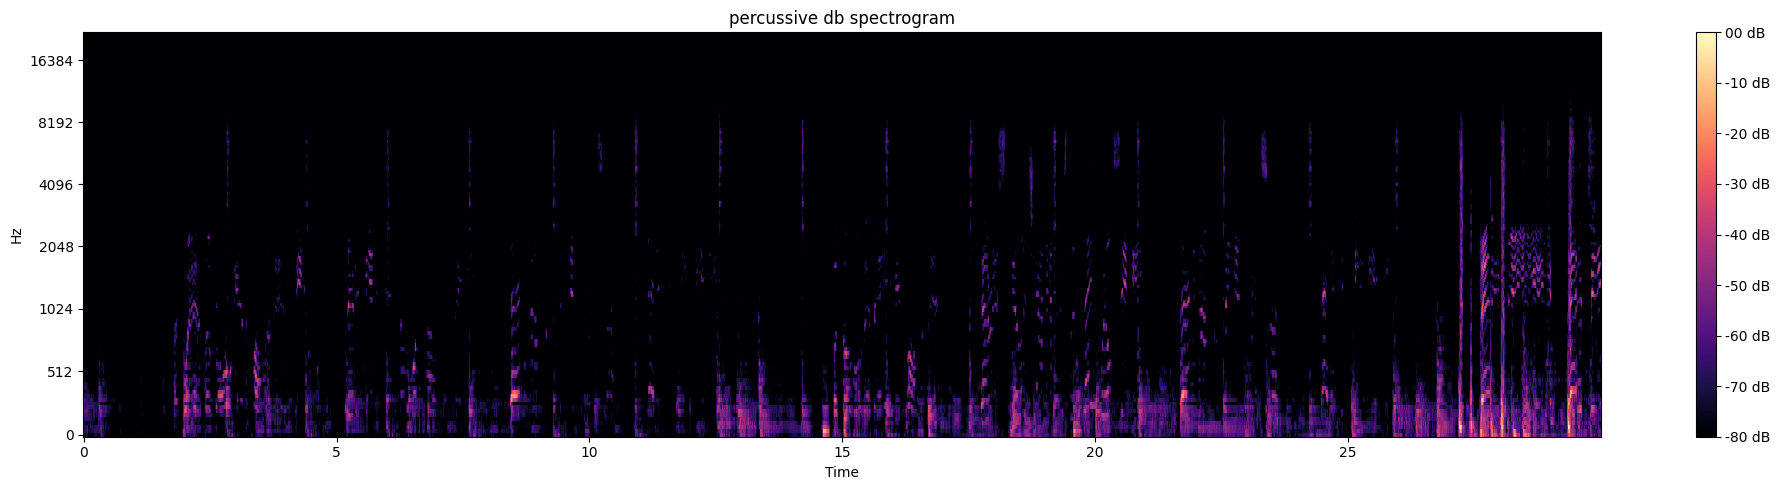 percussive db spectrogram
16384
8192
4096
2048
1024
512
0
Hz
0
5
10
15
20
25
Time
00 dB
-10 dB
-20 dB
-30 dB
-40 dB
-50 dB
-60 dB
-70 dB
-80 dB